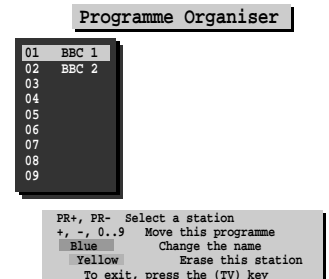 Programme Organiser
01 BBC 1
02 BBC 2
03
04
05
06
07
08
09
PR+, PR- Select a station
+, -, 0..9 Move this programme
Blue Change the name
Yellow Erase this station
To exit, press the (TV) key